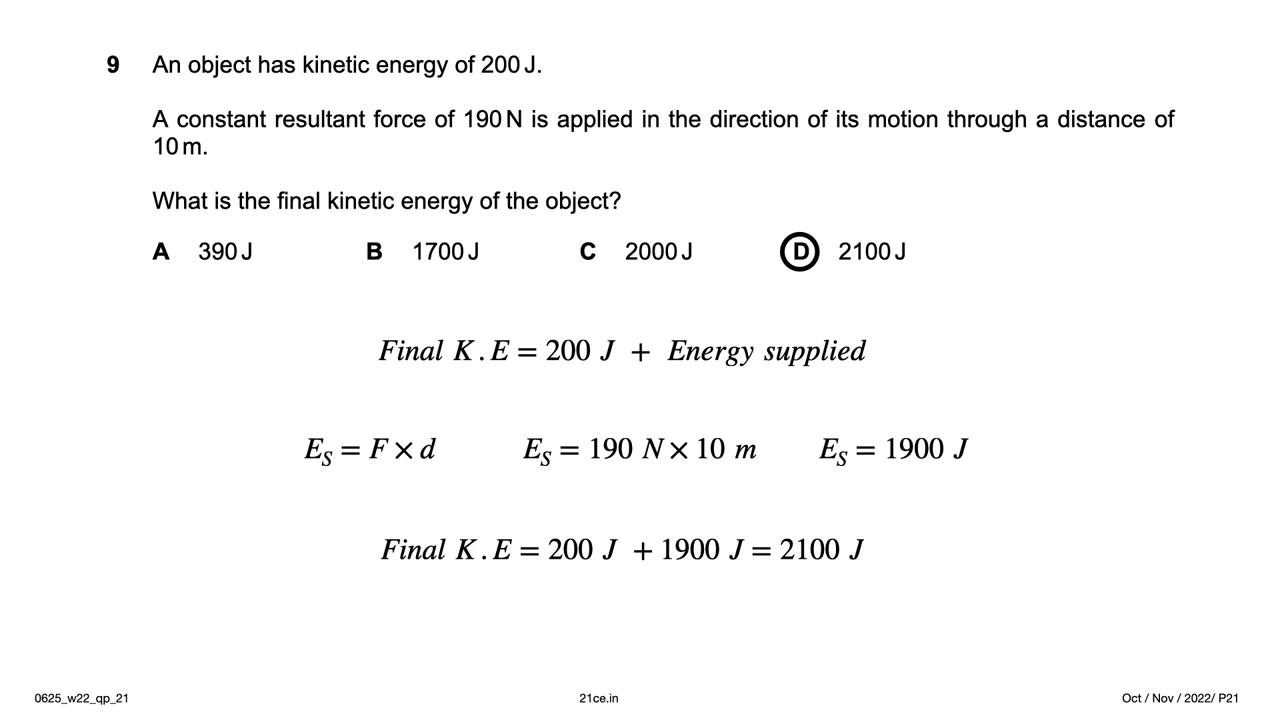 9 An object has kinetic energy of 200 J.
A constant resultant force of 190 N is applied in the direction of its motion through a distance of
10 m.
What is the final kinetic energy of the object?
A 390 J B 1700 J C 2000 J D 2100 J
Final K.E = 200 J + Energy supplied
E_S = F × d E_S = 190 N × 10 m E_S = 1900 J
Final K.E = 200 J + 1900 J = 2100 J
0625_w22_qp_21 21ce.in Oct / Nov / 2022/ P21